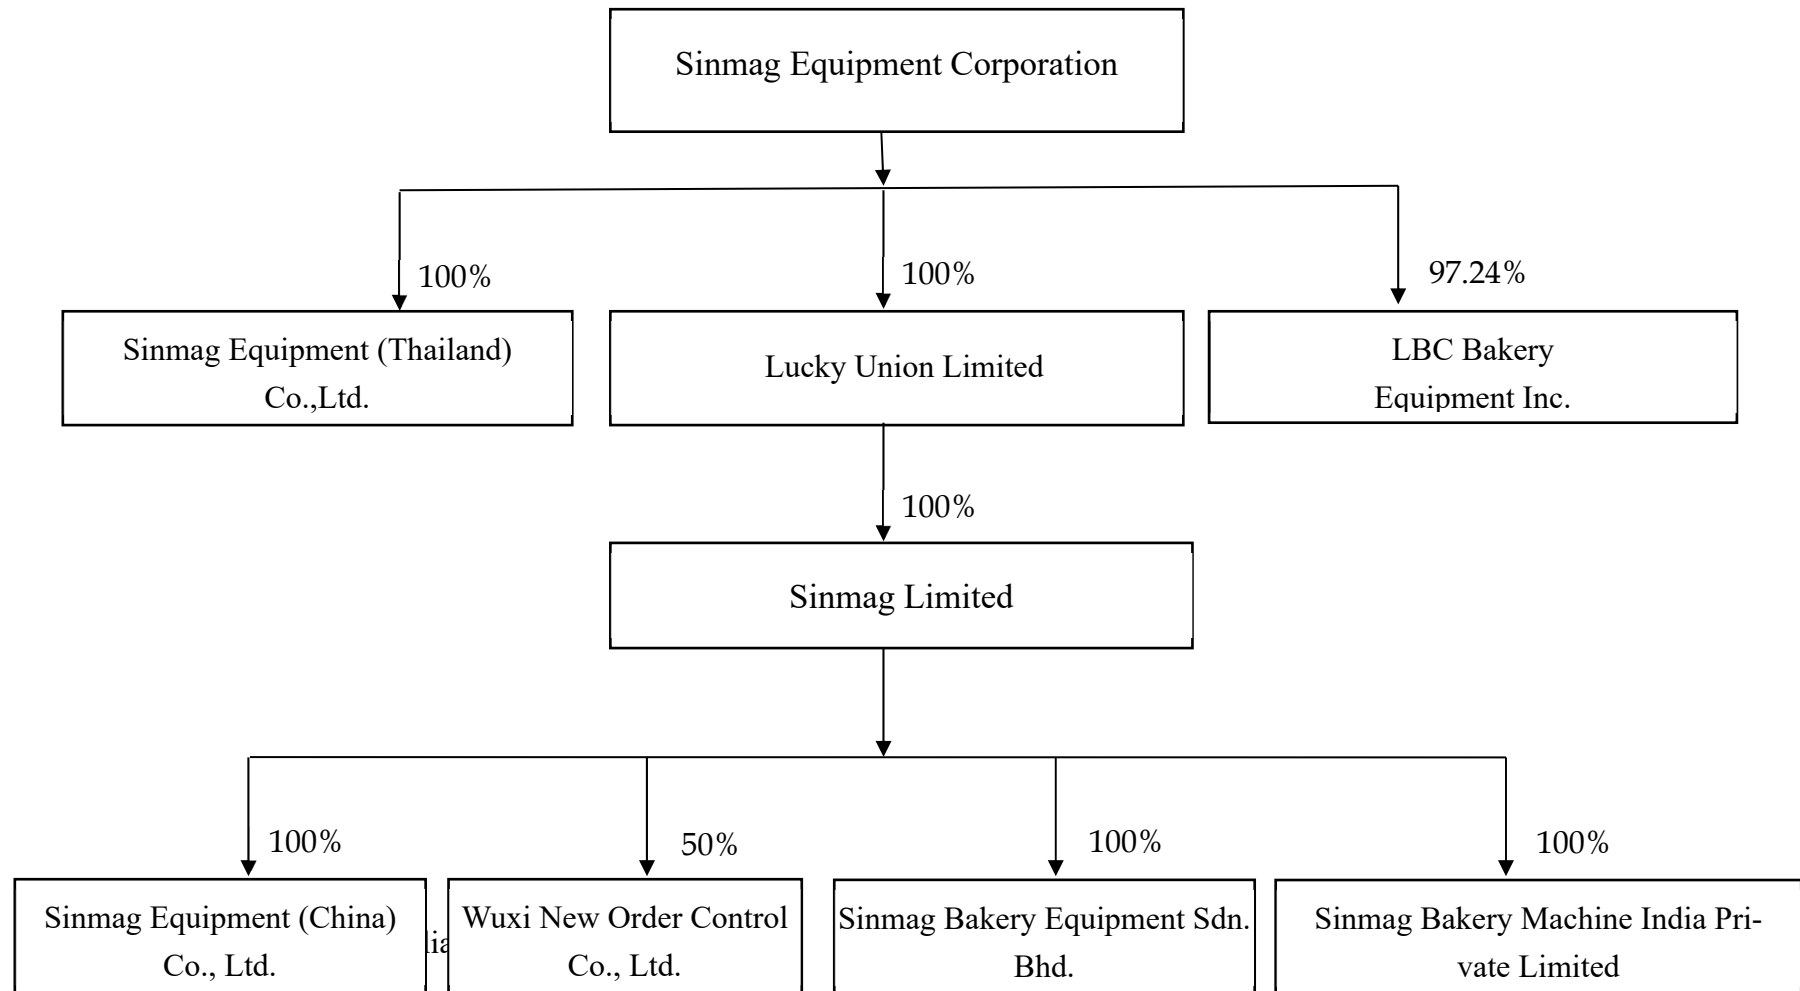 Sinmag Equipment Corporation
100%
100%
97.24%
Sinmag Equipment (Thailand)
Co.,Ltd.
Lucky Union Limited
LBC Bakery
Equipment Inc.
100%
Sinmag Limited
100%
50%
100%
100%
Sinmag Equipment (China)
Co., Ltd.
Wuxi New Order Control
Co., Ltd.
Sinmag Bakery Equipment Sdn.
Bhd.
Sinmag Bakery Machine India Pri-
vate Limited